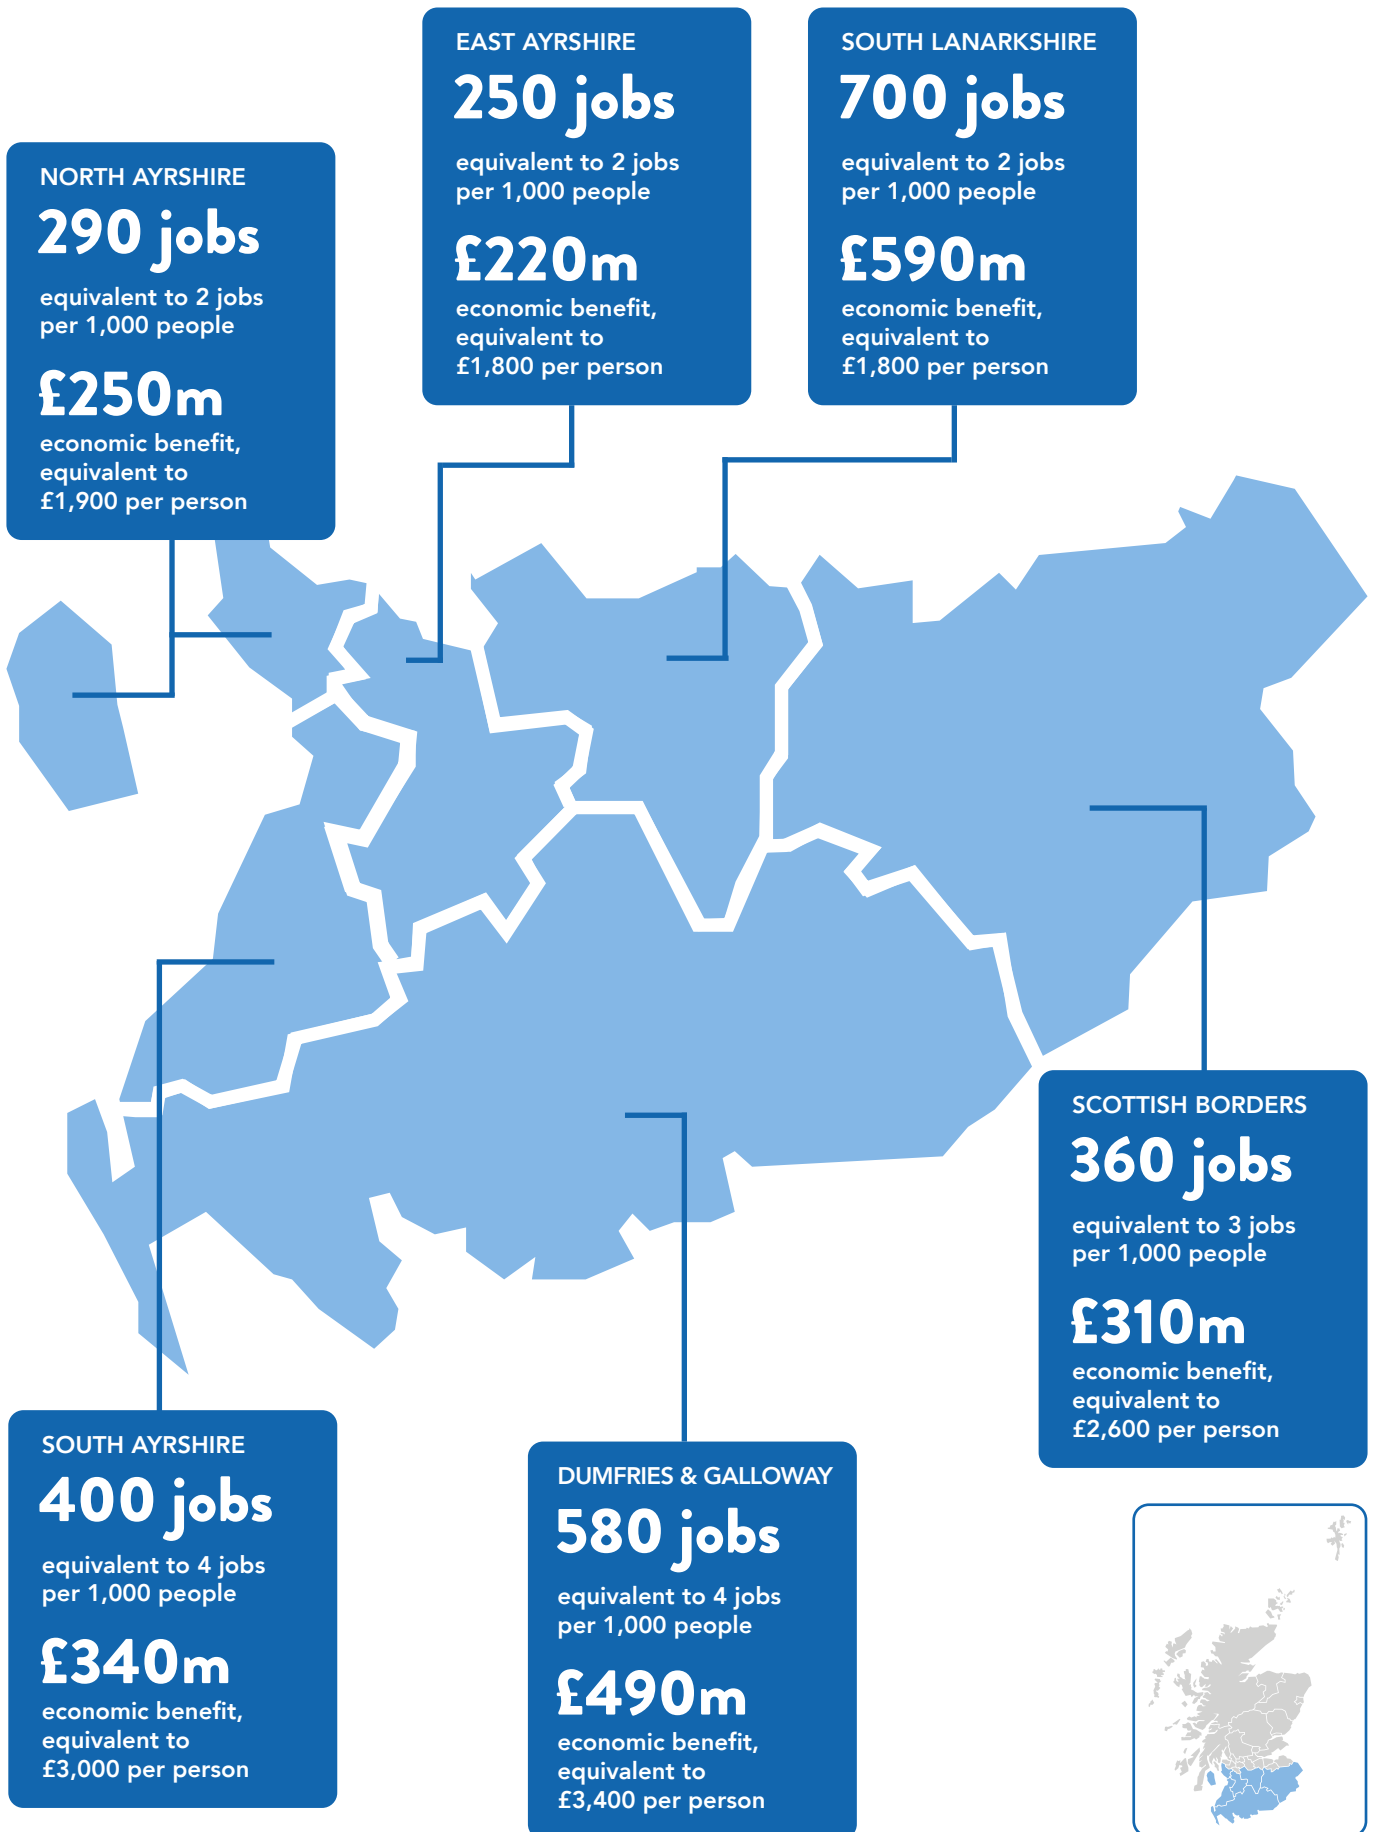 EAST AYRSHIRE
250 jobs
equivalent to 2 jobs
per 1,000 people
£220m
economic benefit,
equivalent to
£1,800 per person
SOUTH LANARKSHIRE
700 jobs
equivalent to 2 jobs
per 1,000 people
£590m
economic benefit,
equivalent to
£1,800 per person
NORTH AYRSHIRE
290 jobs
equivalent to 2 jobs
per 1,000 people
£250m
economic benefit,
equivalent to
£1,900 per person
SCOTTISH BORDERS
360 jobs
equivalent to 3 jobs
per 1,000 people
£310m
economic benefit,
equivalent to
£2,600 per person
SOUTH AYRSHIRE
400 jobs
equivalent to 4 jobs
per 1,000 people
£340m
economic benefit,
equivalent to
£3,000 per person
DUMFRIES & GALLOWAY
580 jobs
equivalent to 4 jobs
per 1,000 people
£490m
economic benefit,
equivalent to
£3,400 per person